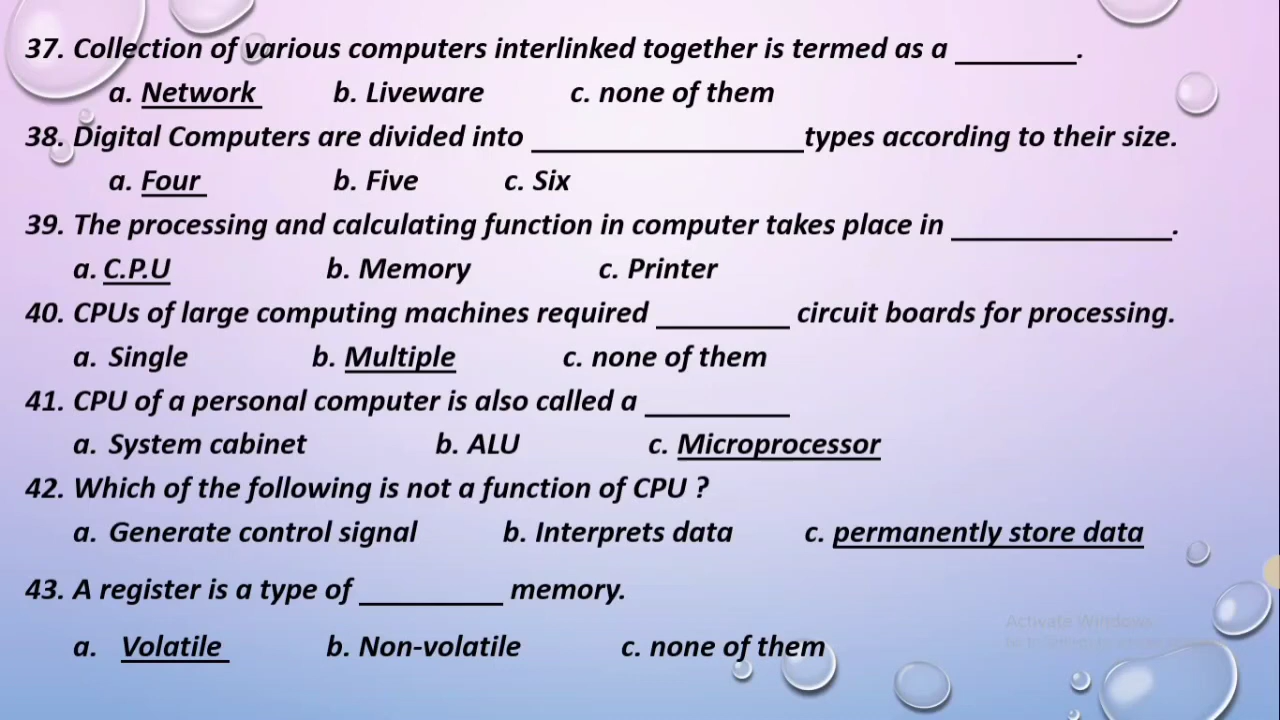 37. Collection of various computers interlinked together is termed as a ________.
a. Network b. Liveware c. none of them
38. Digital Computers are divided into __________________types according to their size.
a. Four b. Five c. Six
39. The processing and calculating function in computer takes place in _______________.
a. C.P.U b. Memory c. Printer
40. CPUs of large computing machines required _________ circuit boards for processing.
a. Single b. Multiple c. none of them
41. CPU of a personal computer is also called a __________
a. System cabinet b. ALU c. Microprocessor
42. Which of the following is not a function of CPU ?
a. Generate control signal b. Interprets data c. permanently store data
43. A register is a type of __________ memory.
Activate Windows
a. Volatile b. Non-volatile c. none of them